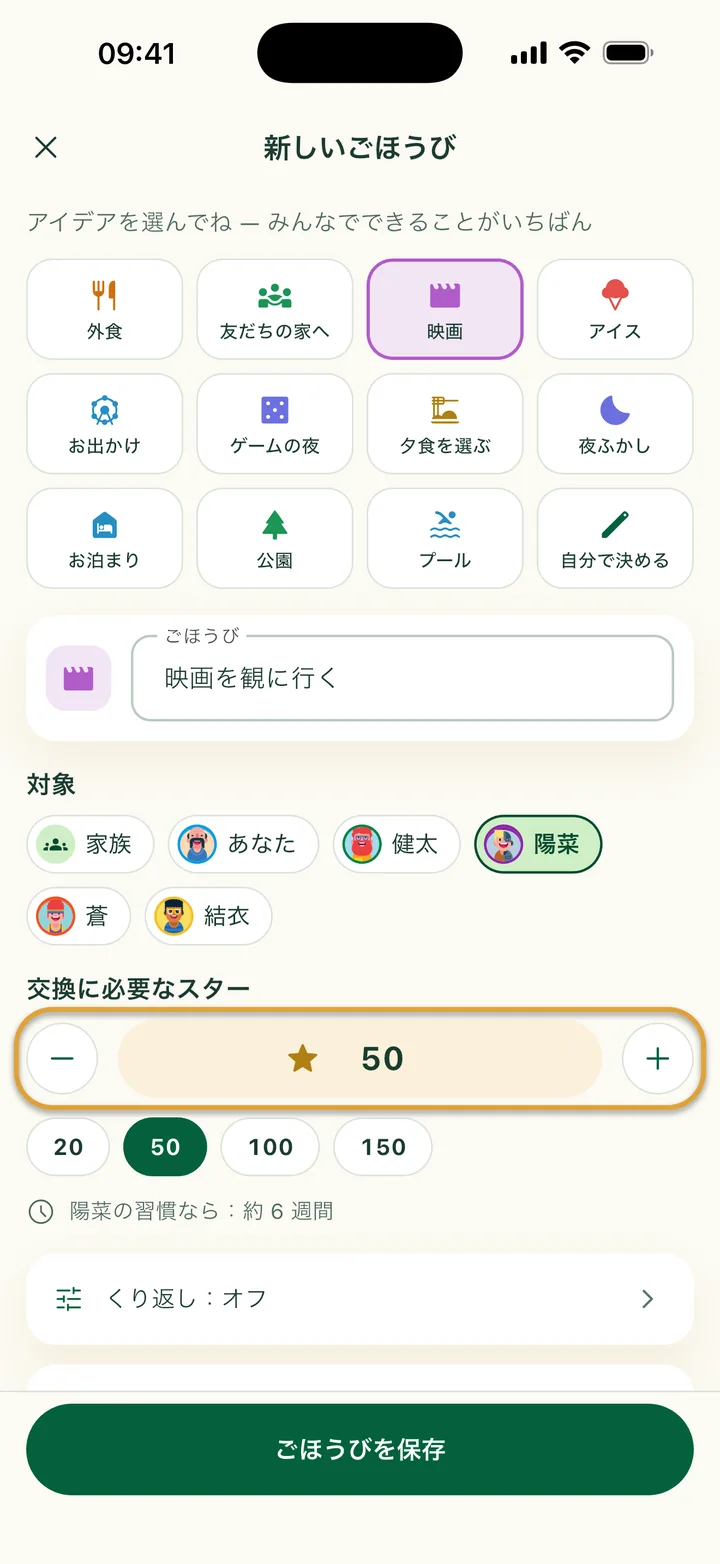 09:41
新しいごほうび
アイデアを選んでね — みんなでできることがいちばん
外食
友だちの家へ
映画
アイス
お出かけ
ゲームの夜
夕食を選ぶ
夜ふかし
お泊まり
公園
プール
自分で決める
ごほうび
映画を観に行く
対象
家族
あなた
健太
陽菜
蒼
結衣
交換に必要なスター
50
20
50
100
150
陽菜の習慣なら：約 6 週間
くり返し：オフ
ごほうびを保存